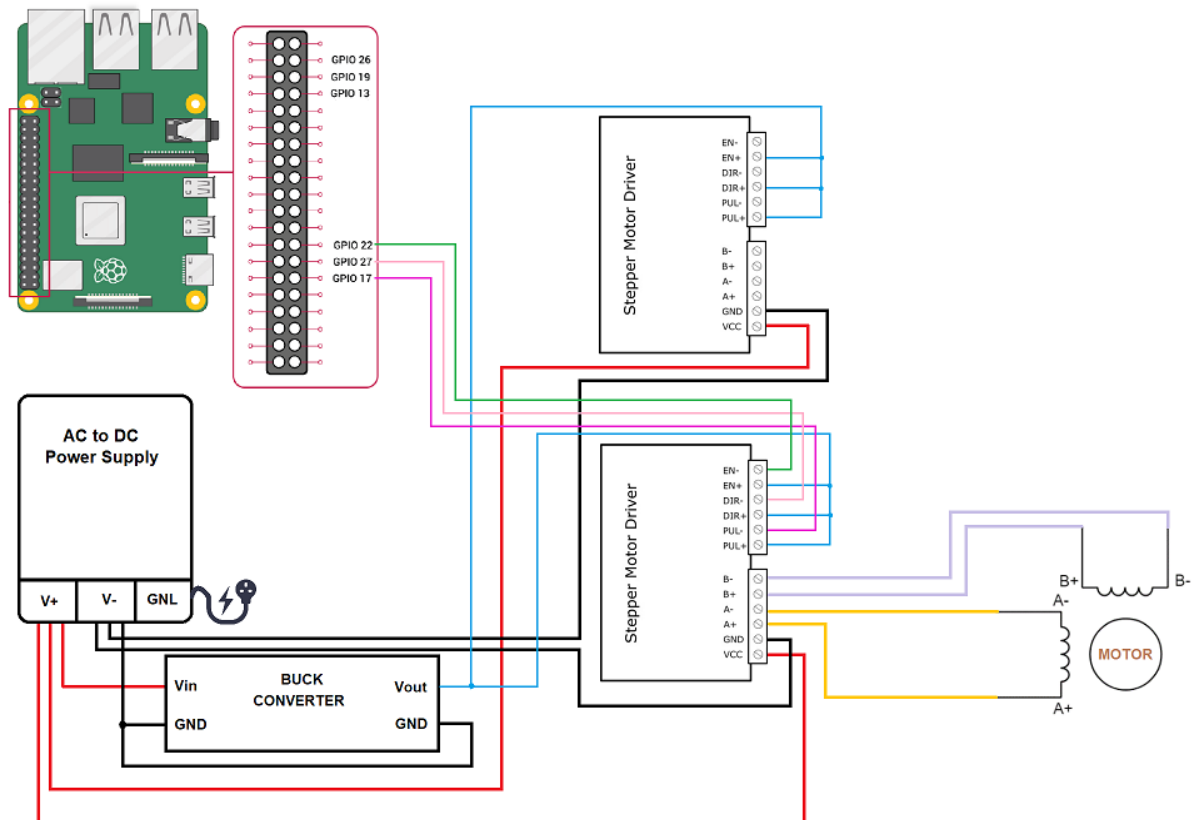 GPIO 26
GPIO 19
GPIO 13
GPIO 22
GPIO 27
GPIO 17
Stepper Motor Driver
EN-
EN+
DIR-
DIR+
PUL-
PUL+
B-
B+
A-
A+
GND
VCC
AC to DC
Power Supply
V+
V-
GNL
Stepper Motor Driver
EN-
EN+
DIR-
DIR+
PUL-
PUL+
B-
B+
A-
A+
GND
VCC
BUCK
CONVERTER
Vin
GND
Vout
GND
B+
B-
A-
MOTOR
A+